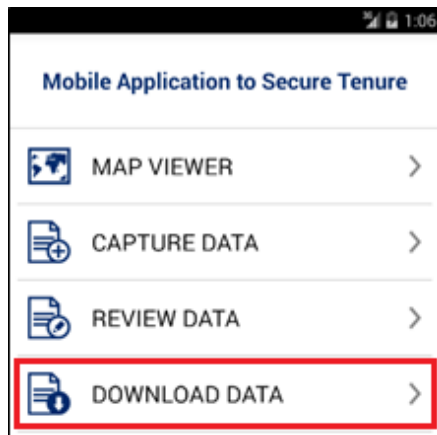 1:06
Mobile Application to Secure Tenure
MAP VIEWER
CAPTURE DATA
REVIEW DATA
DOWNLOAD DATA